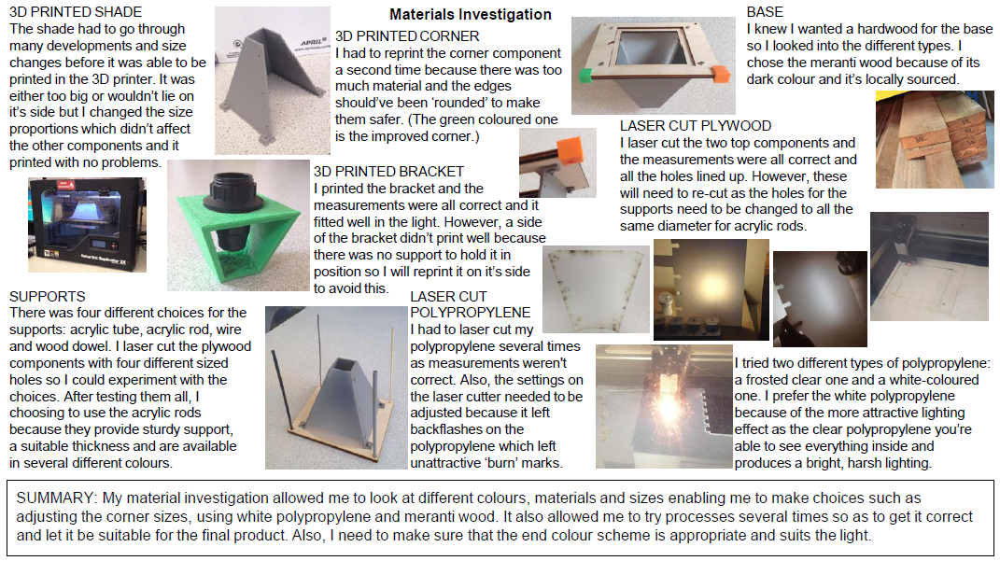 Materials Investigation
3D PRINTED SHADE
The shade had to go through
many developments and size
changes before it was able to be
printed in the 3D printer. It was
either too big or wouldn't lie on
it's side but I changed the size
proportions which didn't affect
the other components and it
printed with no problems.
APRIL®
3D PRINTED CORNER
I had to reprint the corner component
a second time because there was too
much material and the edges
should've been 'rounded' to make
them safer. (The green coloured one
is the improved corner.)
BASE
I knew I wanted a hardwood for the base
so I looked into the different types. I
chose the meranti wood because of its
dark colour and it's locally sourced.
LASER CUT PLYWOOD
I laser cut the two top components and
the measurements were all correct and
all the holes lined up. However, these
will need to re-cut as the holes for the
supports need to be changed to all the
same diameter for acrylic rods.
3D PRINTED BRACKET
I printed the bracket and the
measurements were all correct and it
fitted well in the light. However, a side
of the bracket didn't print well because
there was no support to hold it in
position so I will reprint it on it's side
to avoid this.
SUPPORTS
There was four different choices for the
supports: acrylic tube, acrylic rod, wire
and wood dowel. I laser cut the plywood
components with four different sized
holes so I could experiment with the
choices. After testing them all, I
choosing to use the acrylic rods
because they provide sturdy support,
a suitable thickness and are available
in several different colours.
LASER CUT
POLYPROPYLENE
I had to laser cut my
polypropylene several times
as measurements weren't
correct. Also, the settings on
the laser cutter needed to be
adjusted because it left
backflashes on the
polypropylene which left
unattractive 'burn' marks.
I tried two different types of polypropylene:
a frosted clear one and a white-coloured
one. I prefer the white polypropylene
because of the more attractive lighting
effect as the clear polypropylene you're
able to see everything inside and
produces a bright, harsh lighting.
SUMMARY: My material investigation allowed me to look at different colours, materials and sizes enabling me to make choices such as
adjusting the corner sizes, using white polypropylene and meranti wood. It also allowed me to try processes several times so as to get it correct
and let it be suitable for the final product. Also, I need to make sure that the end colour scheme is appropriate and suits the light.